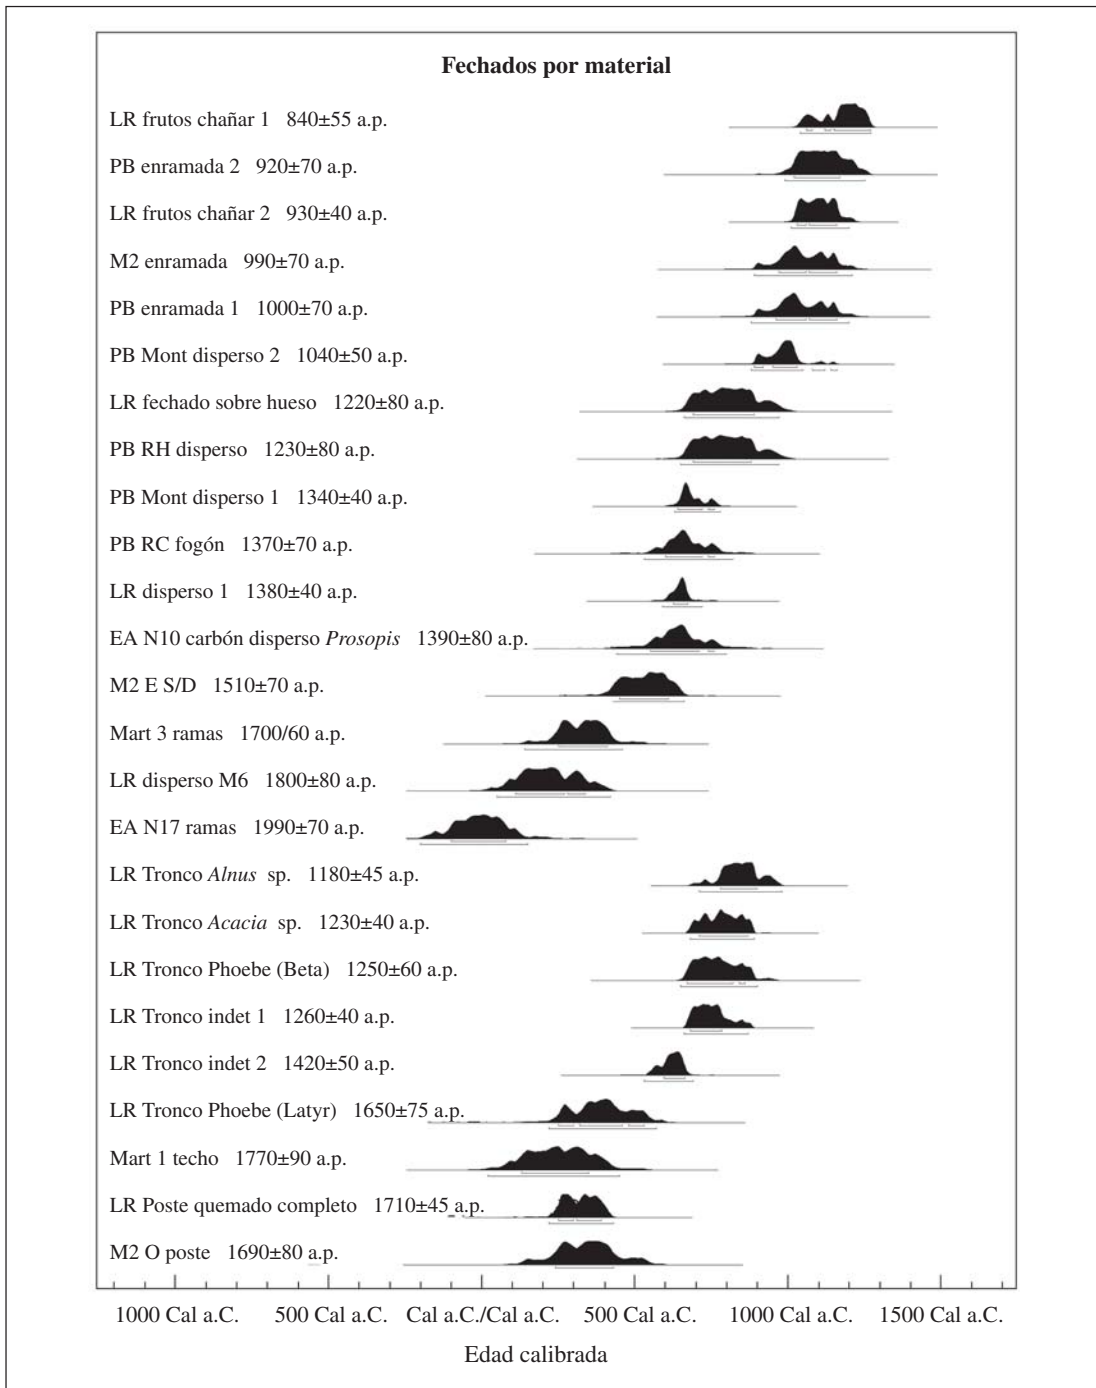 Fechados por material
LR frutos chañar 1 840±55 a.p.
PB enramada 2 920±70 a.p.
LR frutos chañar 2 930±40 a.p.
M2 enramada 990±70 a.p.
PB enramada 1 1000±70 a.p.
PB Mont disperso 2 1040±50 a.p.
LR fechado sobre hueso 1220±80 a.p.
PB RH disperso 1230±80 a.p.
PB Mont disperso 1 1340±40 a.p.
PB RC fogón 1370±70 a.p.
LR disperso 1 1380±40 a.p.
EA N10 carbón disperso Prosopis 1390±80 a.p.
M2 E S/D 1510±70 a.p.
Mart 3 ramas 1700/60 a.p.
LR disperso M6 1800±80 a.p.
EA N17 ramas 1990±70 a.p.
LR Tronco Alnus sp. 1180±45 a.p.
LR Tronco Acacia sp. 1230±40 a.p.
LR Tronco Phoebe (Beta) 1250±60 a.p.
LR Tronco indet 1 1260±40 a.p.
LR Tronco indet 2 1420±50 a.p.
LR Tronco Phoebe (Latyr) 1650±75 a.p.
Mart 1 techo 1770±90 a.p.
LR Poste quemado completo 1710±45 a.p.
M2 O poste 1690±80 a.p.
1000 Cal a.C. 500 Cal a.C. Cal a.C./Cal a.C. 500 Cal a.C. 1000 Cal a.C. 1500 Cal a.C.
Edad calibrada